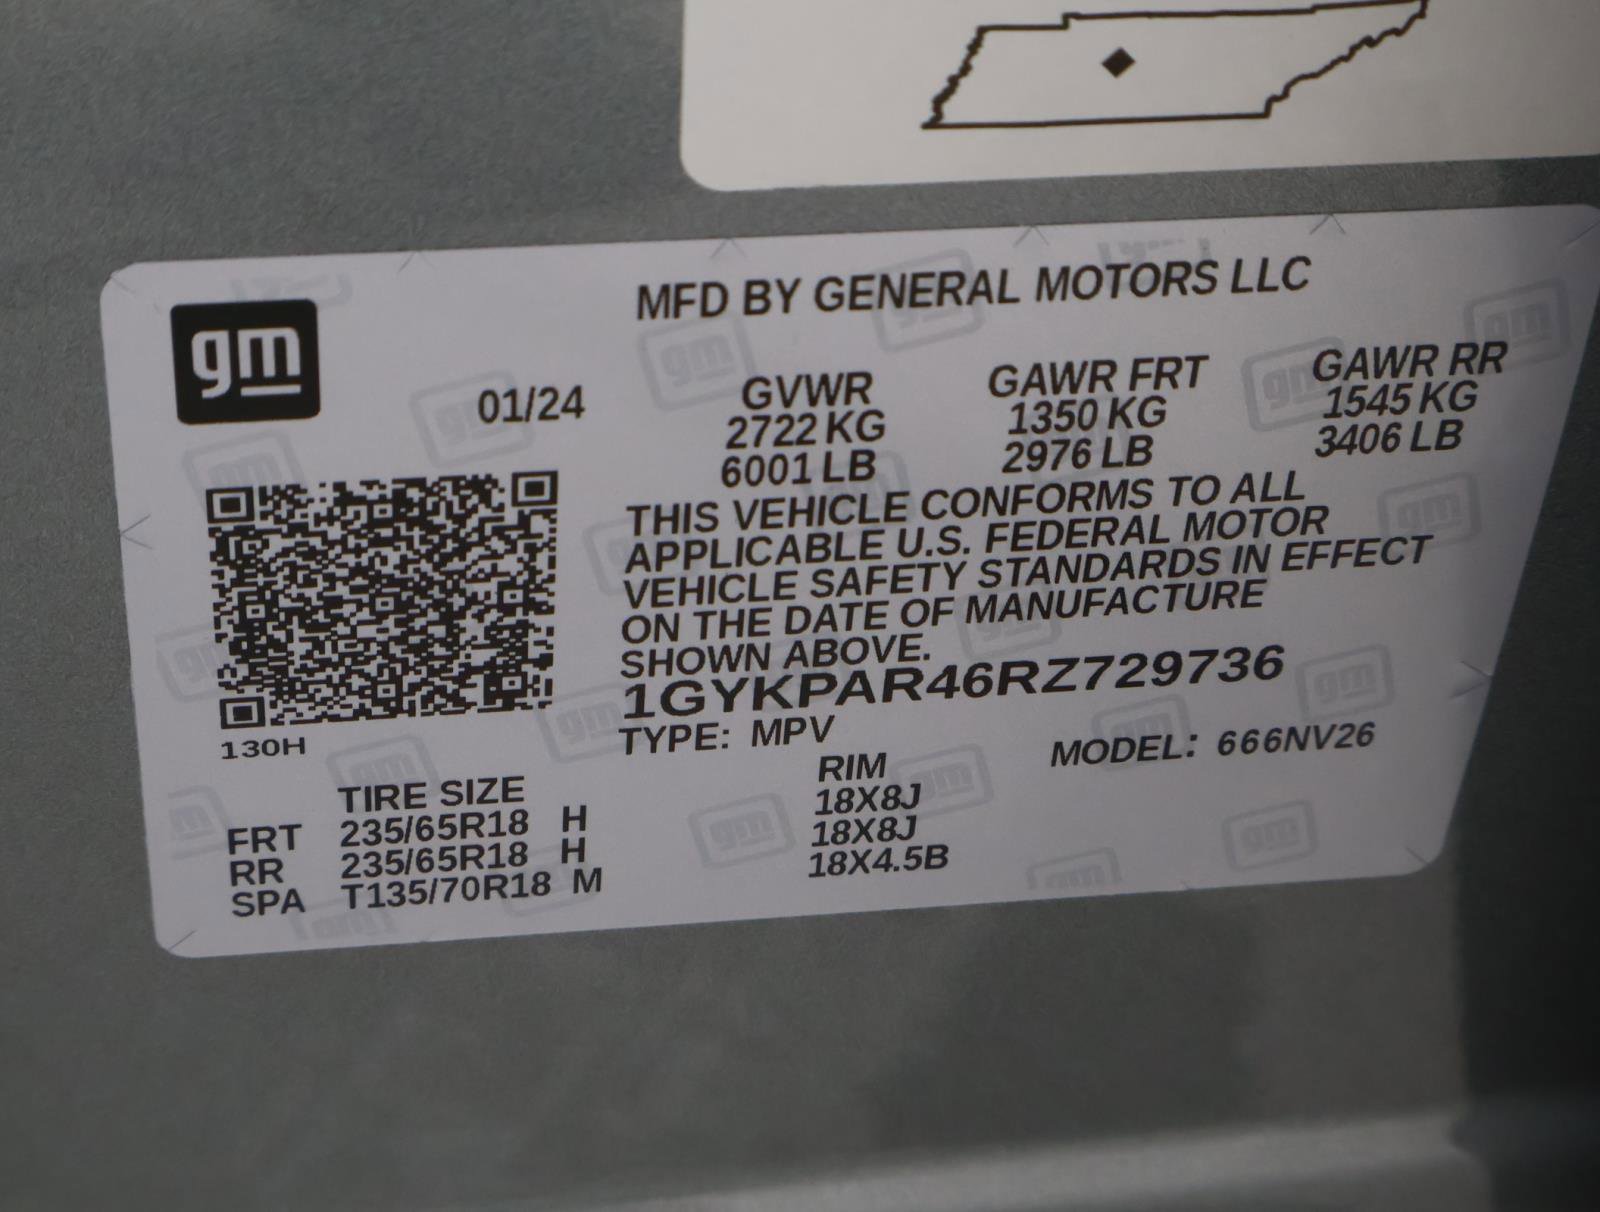 gm
MFD BY GENERAL MOTORS LLC
01/24 GVWR GAWR FRT GAWR RR
2722 KG 1350 KG 1545 KG
6001 LB 2976 LB 3406 LB
THIS VEHICLE CONFORMS TO ALL
APPLICABLE U.S. FEDERAL MOTOR
VEHICLE SAFETY STANDARDS IN EFFECT
ON THE DATE OF MANUFACTURE
SHOWN ABOVE.
1GYKPAR46RZ729736
130H
TYPE: MPV MODEL: 666NV26
TIRE SIZE RIM
FRT 235/65R18 H 18X8J
RR 235/65R18 H 18X8J
SPA T135/70R18 M 18X4.5B